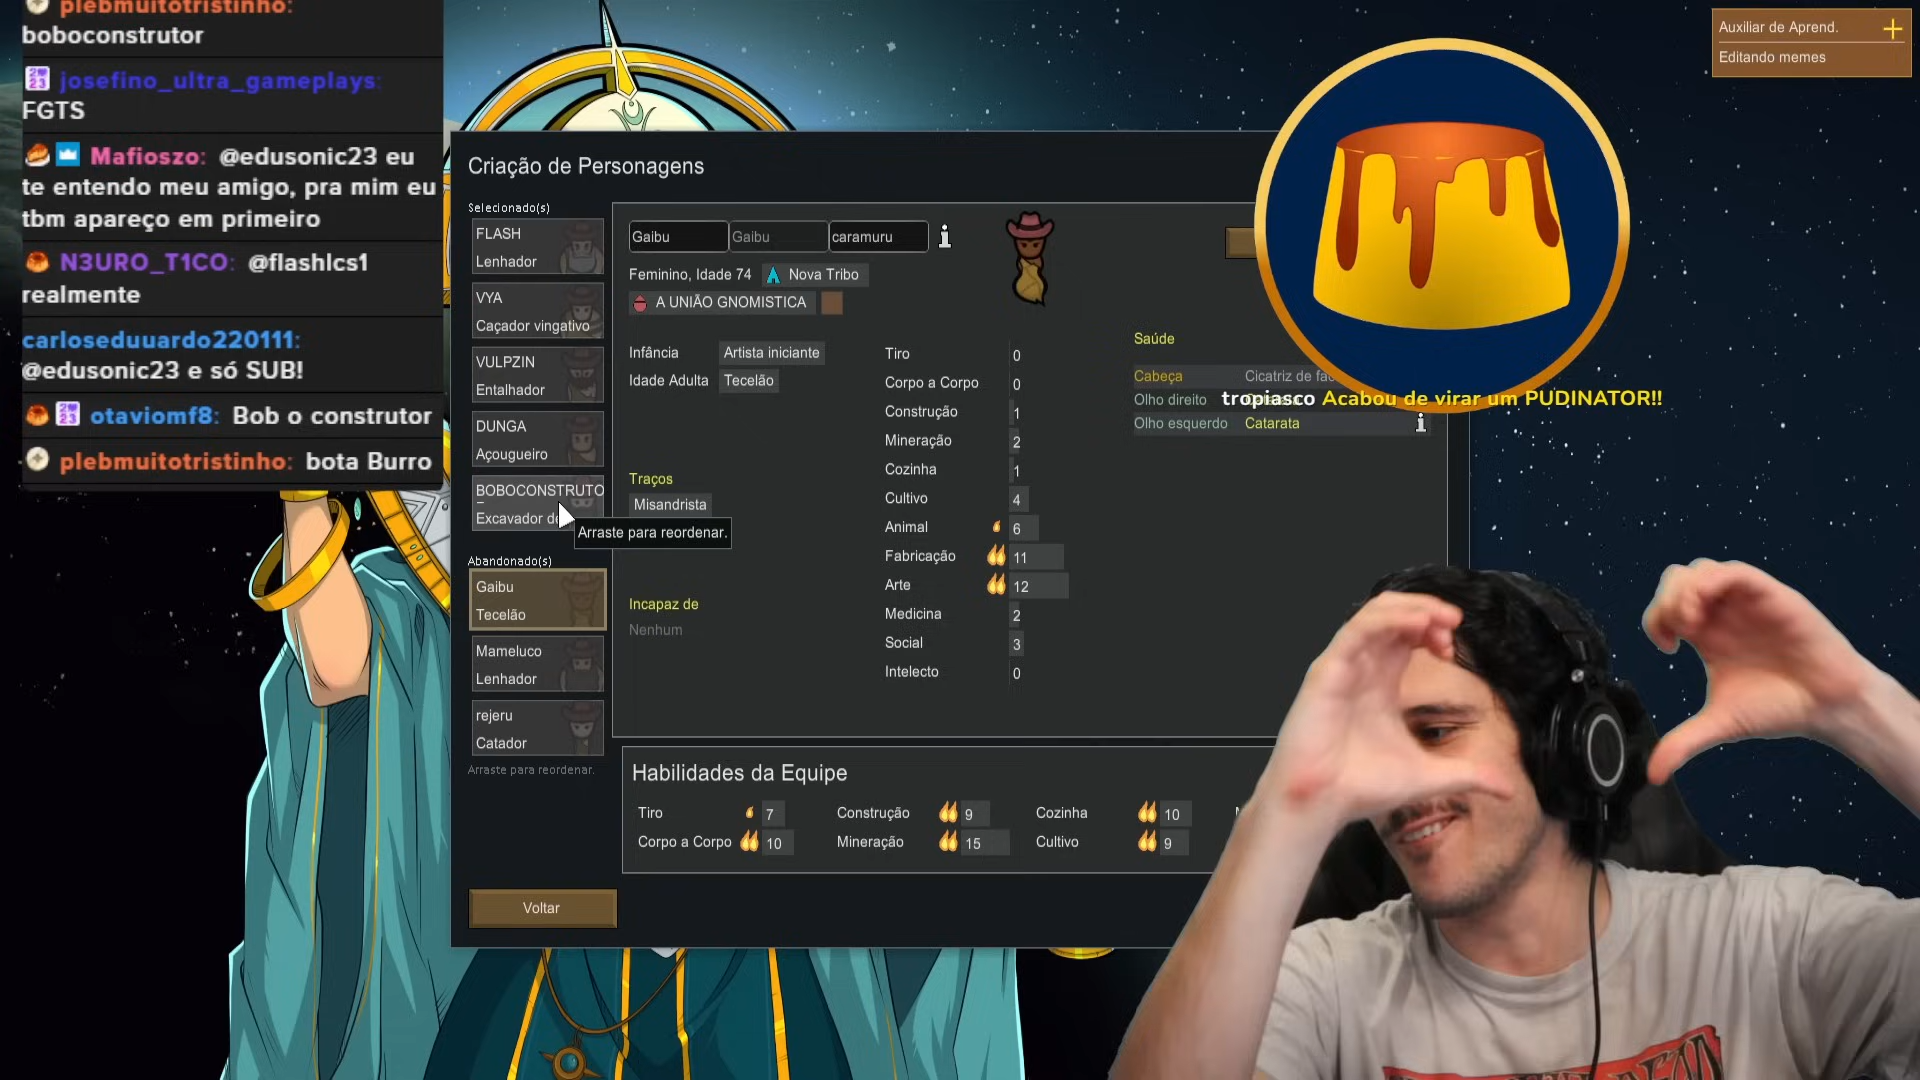 plebmuitotristinho:
boboconstrutor
josefino_ultra_gameplays:
FGTS
Mafioszo: @edusonic23 eu
te entendo meu amigo, pra mim eu
tbm apareço em primeiro
N3URO_T1CO: @flashlcs1
realmente
carloseduuardo220111:
@edusonic23 e só SUB!
otaviomf8: Bob o construtor
plebmuitotristinho: bota Burro
Auxiliar de Aprend.
Editando memes
Criação de Personagens
Selecionado(s)
FLASH
Lenhador
VYA
Caçador vingativo
VULPZIN
Entalhador
DUNGA
Açougueiro
BOBOCONSTRUTO
Excavador
Arraste para reordenar.
Abandonado(s)
Gaibu
Tecelão
Mameluco
Lenhador
rejeru
Catador
Arraste para reordenar.
Gaibu Gaibu caramuru
Feminino, Idade 74 Nova Tribo
A UNIÃO GNOMISTICA
Infância Artista iniciante
Idade Adulta Tecelão
Traços
Misandrista
Incapaz de
Nenhum
Tiro 0
Corpo a Corpo 0
Construção 1
Mineração 2
Cozinha 1
Cultivo 4
Animal 6
Fabricação 11
Arte 12
Medicina 2
Social 3
Intelecto 0
Saúde
Cabeça Cicatriz de
Olho direito
Olho esquerdo Catarata
tropiasco Acabou de virar um PUDINATOR!!
Habilidades da Equipe
Tiro 7 Construção 9 Cozinha 10
Corpo a Corpo 10 Mineração 15 Cultivo 9
Voltar